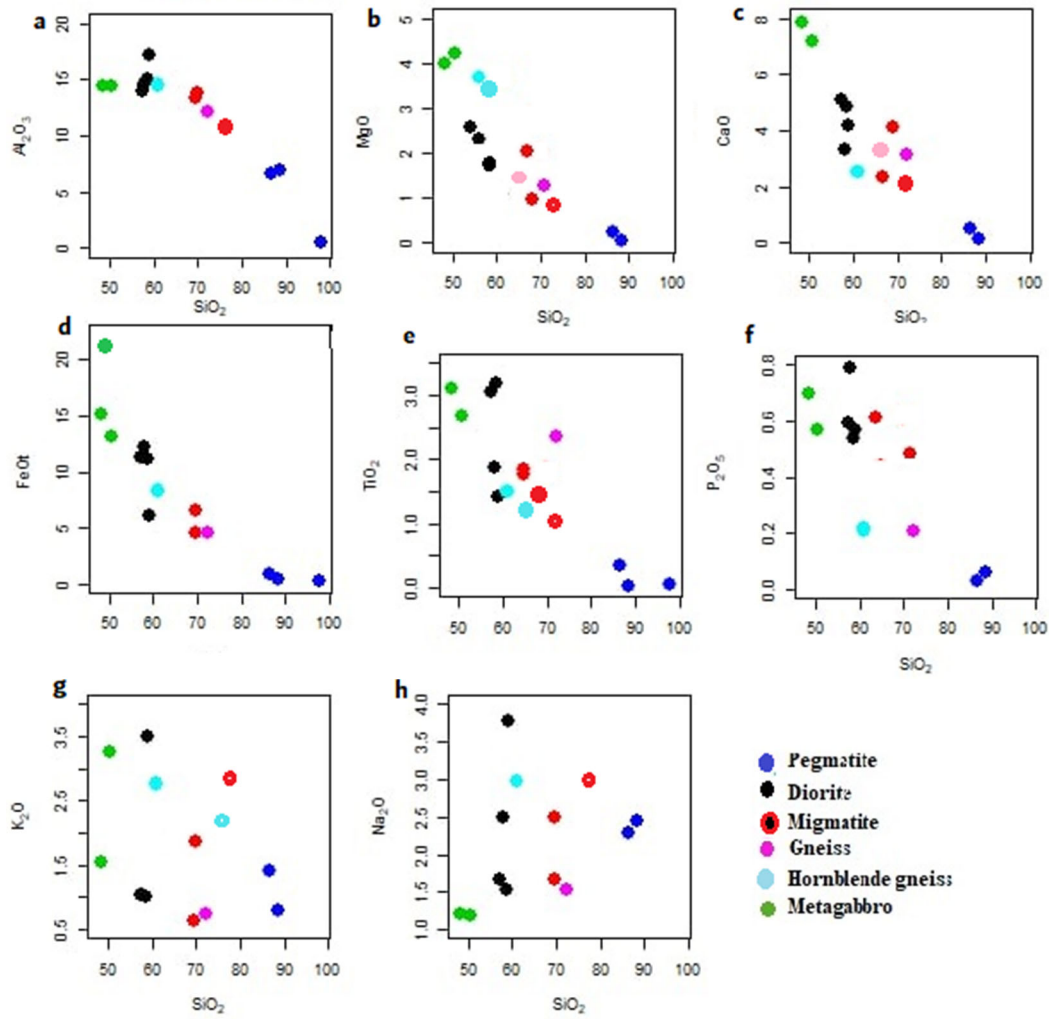 a
Al₂O₃
0 5 10 15 20
50 60 70 80 90 100
SiO₂
b
MgO
0 1 2 3 4 5
50 60 70 80 90 100
SiO₂
c
CaO
0 2 4 6 8
50 60 70 80 90 100
SiO₂
d
FeOt
0 5 10 15 20
50 60 70 80 90 100
e
TiO₂
0.0 1.0 2.0 3.0
50 60 70 80 90 100
f
P₂O₅
0.0 0.2 0.4 0.6 0.8
50 60 70 80 90 100
SiO₂
g
K₂O
0.5 1.5 2.5 3.5
50 60 70 80 90 100
SiO₂
h
Na₂O
1.0 1.5 2.0 2.5 3.0 3.5 4.0
50 60 70 80 90 100
SiO₂
Pegmatite
Diorite
Migmatite
Gneiss
Hornblende gneiss
Metagabbro